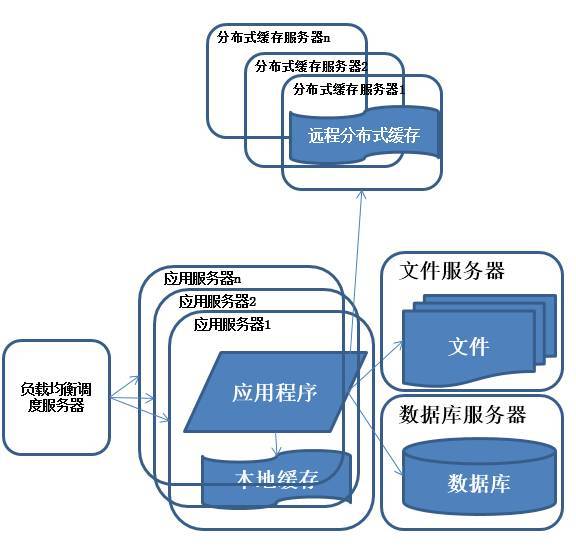 分布式缓存服务器n
分布式缓存服务器2
分布式缓存服务器1
远程分布式缓存
应用服务器n
应用服务器2
应用服务器1
文件服务器
文件
负载均衡调
度服务器
应用程序
数据库服务器
本地缓存
数据库